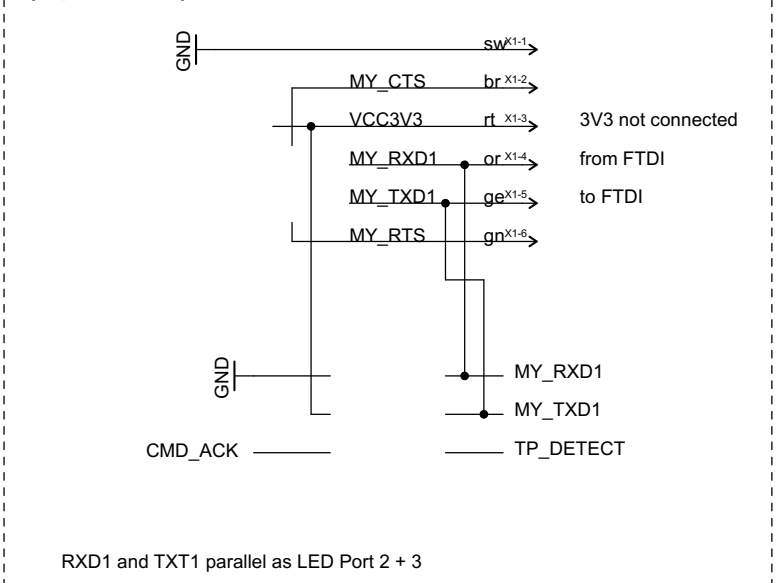 GND sw X1-1
MY_CTS br X1-2
VCC3V3 rt X1-3 3V3 not connected
MY_RXD1 or X1-4 from FTDI
MY_TXD1 ge X1-5 to FTDI
MY_RTS gn X1-6
GND MY_RXD1
MY_TXD1
CMD_ACK TP_DETECT
RXD1 and TXT1 parallel as LED Port 2 + 3